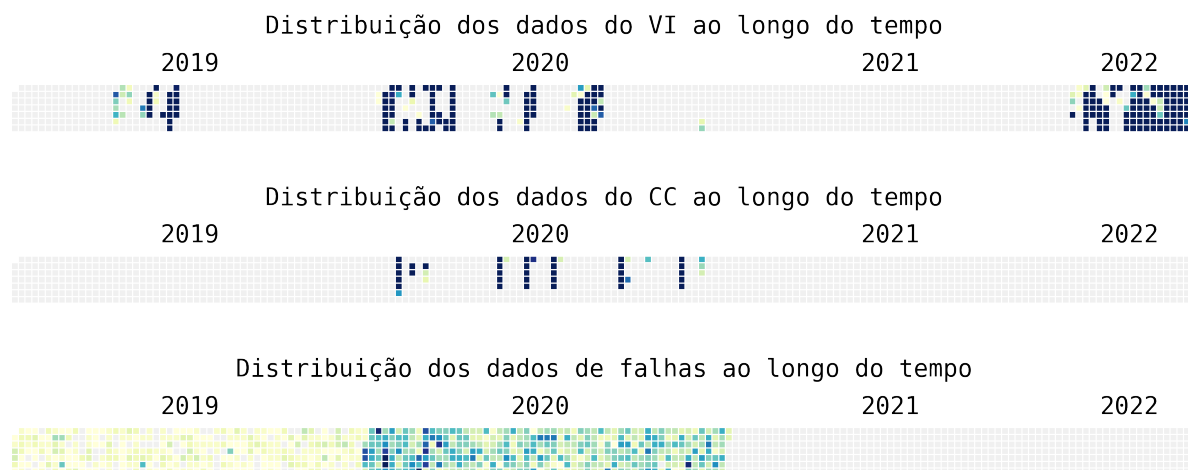 Distribuição dos dados do VI ao longo do tempo
2019 2020 2021 2022
Distribuição dos dados do CC ao longo do tempo
2019 2020 2021 2022
Distribuição dos dados de falhas ao longo do tempo
2019 2020 2021 2022